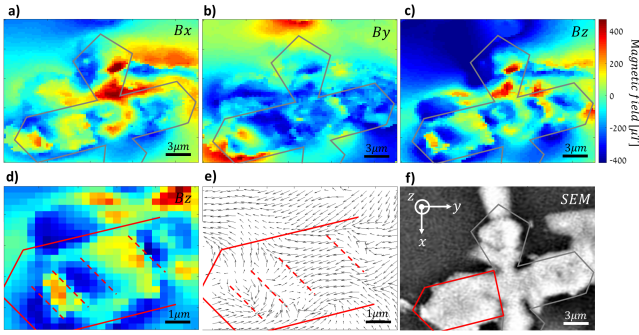 a)
Bx
3μm
b)
By
3μm
c)
Bz
3μm
400
200
0
-200
-400
Magnetic Field [μT]
d)
Bz
1μm
e)
1μm
f)
SEM
z
y
x
3μm